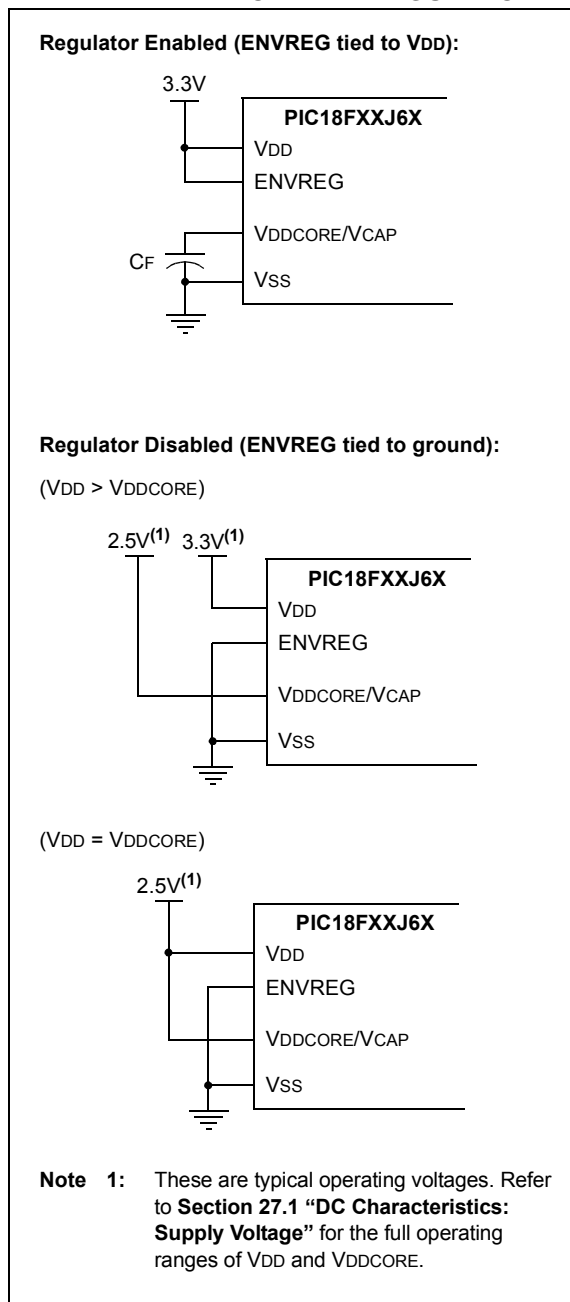 Regulator Enabled (ENVREG tied to VDD):
3.3V
PIC18FXXJ6X
VDD
ENVREG
VDDCORE/VCAP
CF
VSS
Regulator Disabled (ENVREG tied to ground):
(VDD > VDDCORE)
2.5V(1) 3.3V(1)
PIC18FXXJ6X
VDD
ENVREG
VDDCORE/VCAP
VSS
(VDD = VDDCORE)
2.5V(1)
PIC18FXXJ6X
VDD
ENVREG
VDDCORE/VCAP
VSS
Note 1: These are typical operating voltages. Refer
to Section 27.1 “DC Characteristics:
Supply Voltage” for the full operating
ranges of VDD and VDDCORE.